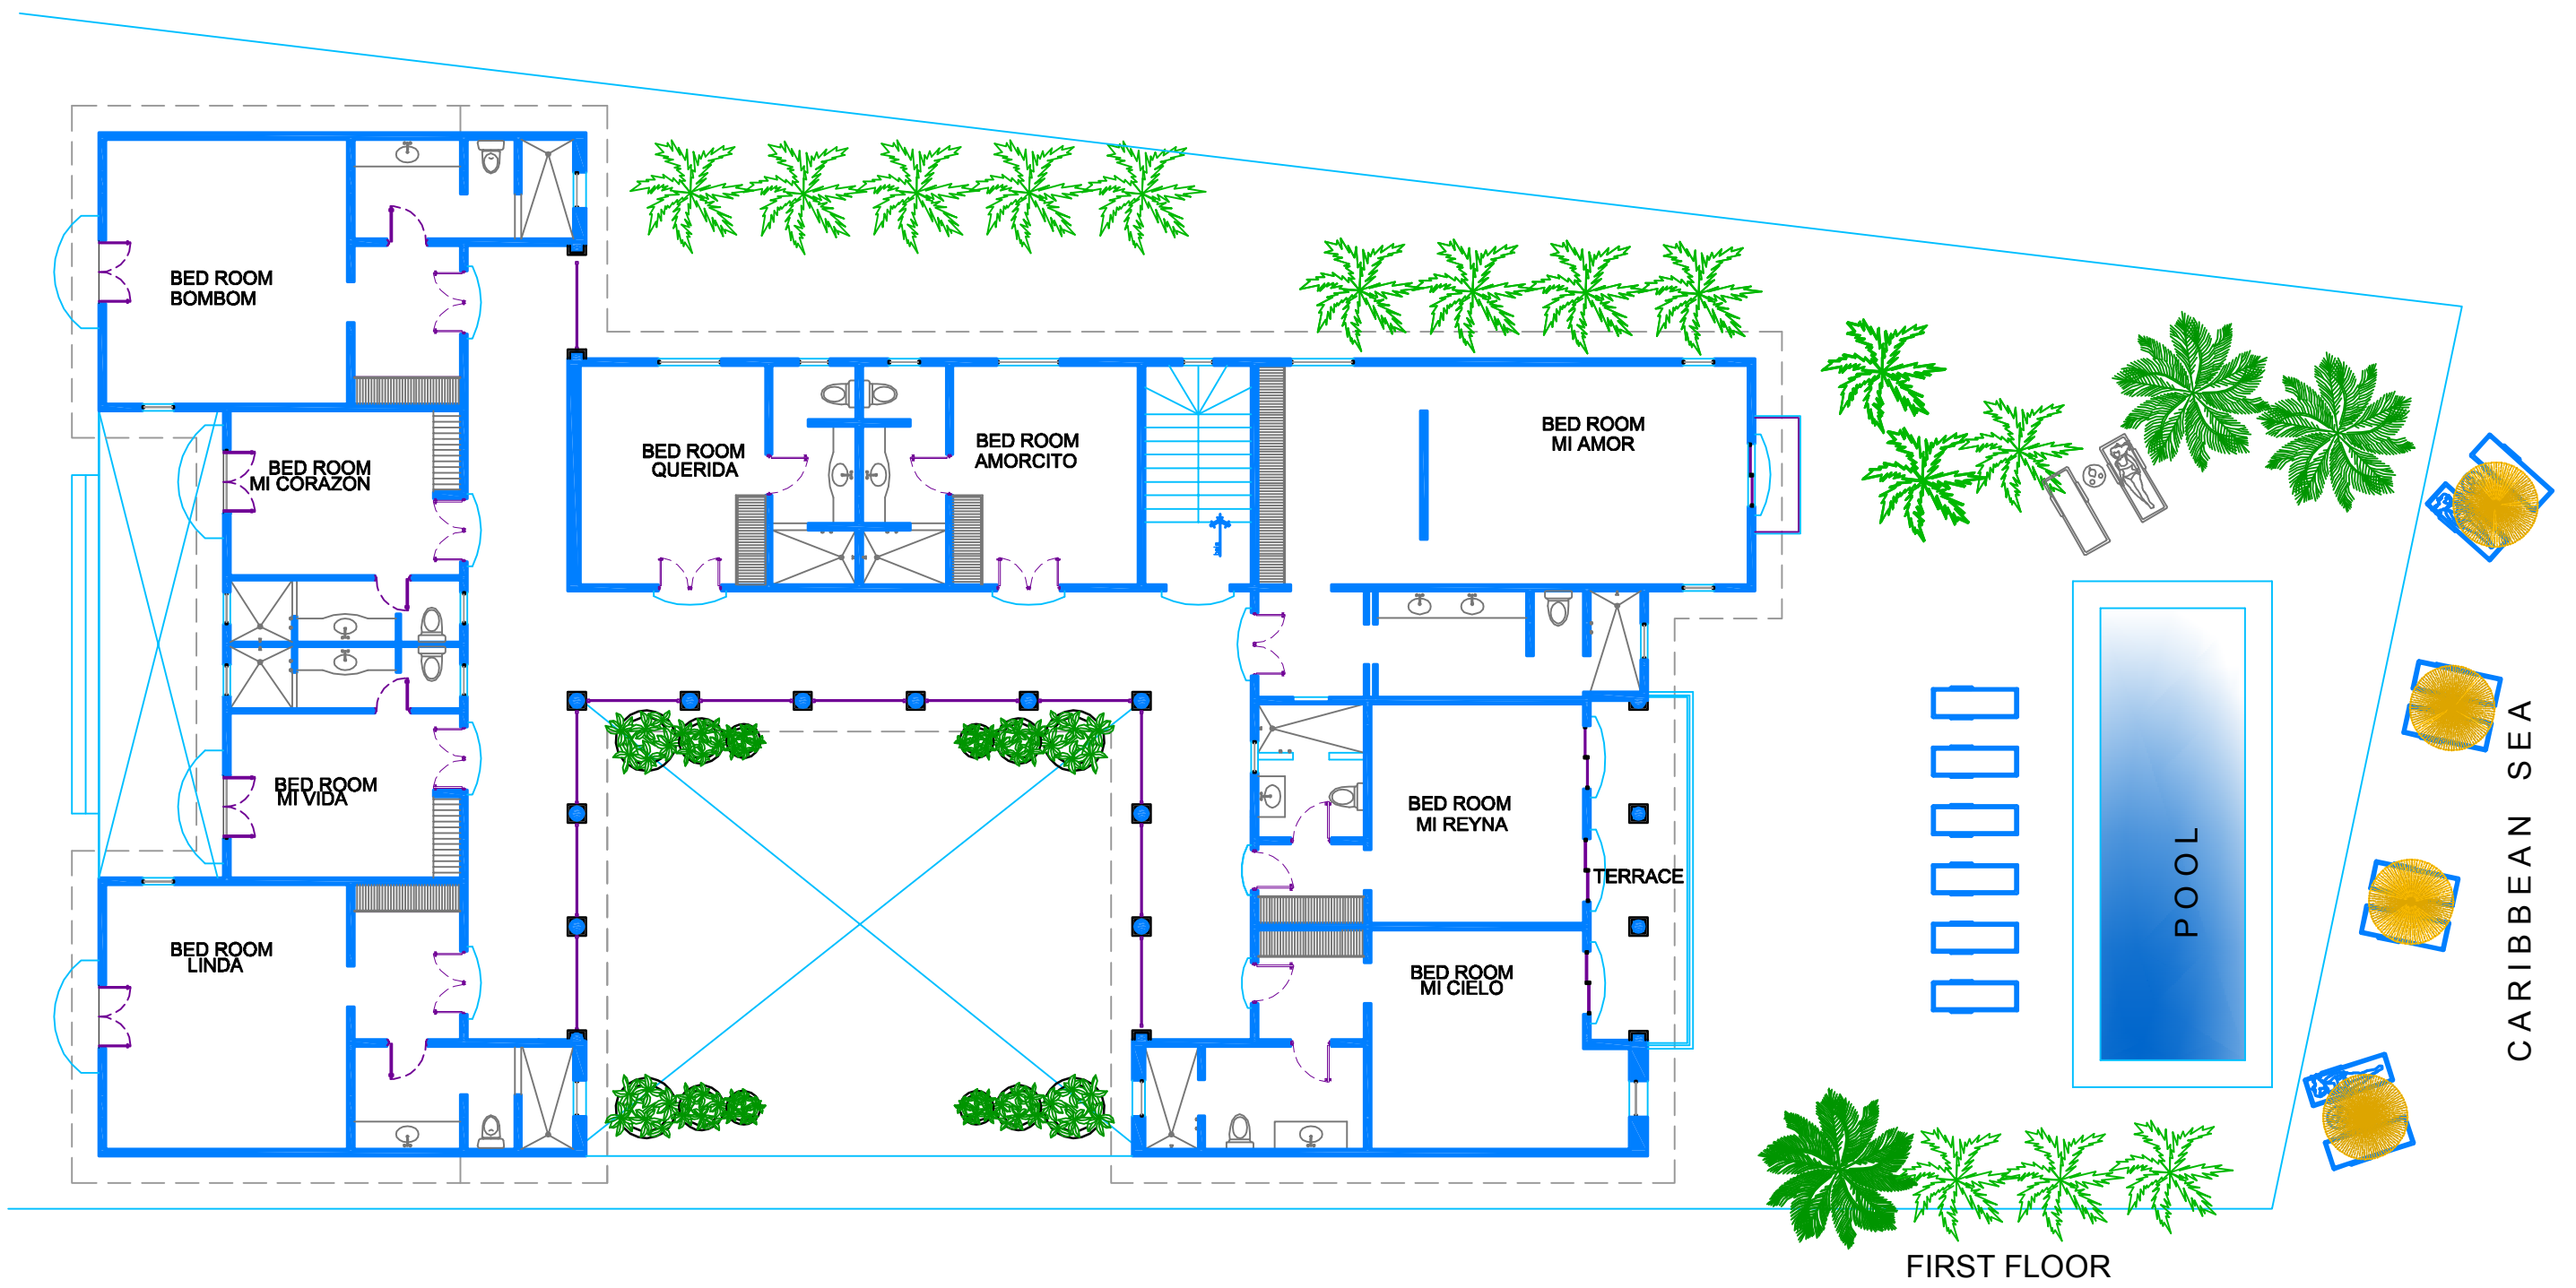 BED ROOM
BOMBOM
BED ROOM
MI CORAZON
BED ROOM
QUERIDA
BED ROOM
AMORCITO
BED ROOM
MI AMOR
BED ROOM
MI VIDA
BED ROOM
MI REYNA
TERRACE
BED ROOM
LINDA
BED ROOM
MI CIELO
POOL
CARIBBEAN SEA
FIRST FLOOR